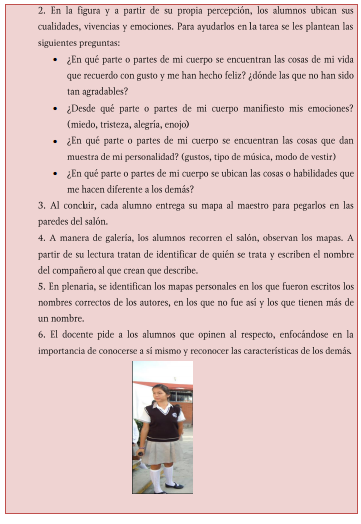 2. En la figura y a partir de su propia percepción, los alumnos ubican sus
cualidades, vivencias y emociones. Para ayudarlos en la tarea se les plantean las
siguientes preguntas:
• ¿En qué parte o partes de mi cuerpo se encuentran las cosas de mi vida
que recuerdo con gusto y me han hecho feliz? ¿dónde las que no han sido
tan agradables?
• ¿Desde qué parte o partes de mi cuerpo manifiesto mis emociones?
(miedo, tristeza, alegría, enojo)
• ¿En qué parte o partes de mi cuerpo se encuentran las cosas que dan
muestra de mi personalidad? (gustos, tipo de música, modo de vestir)
• ¿En qué parte o partes de mi cuerpo se ubican las cosas o habilidades que
me hacen diferente a los demás?
3. Al concluir, cada alumno entrega su mapa al maestro para pegarlos en las
paredes del salón.
4. A manera de galería, los alumnos recorren el salón, observan los mapas. A
partir de su lectura tratan de identificar de quién se trata y escriben el nombre
del compañero al que crean que describe.
5. En plenaria, se identifican los mapas personales en los que fueron escritos los
nombres correctos de los autores, en los que no fue así y los que tienen más de
un nombre.
6. El docente pide a los alumnos que opinen al respecto, enfocándose en la
importancia de conocerse a sí mismo y reconocer las características de los demás.